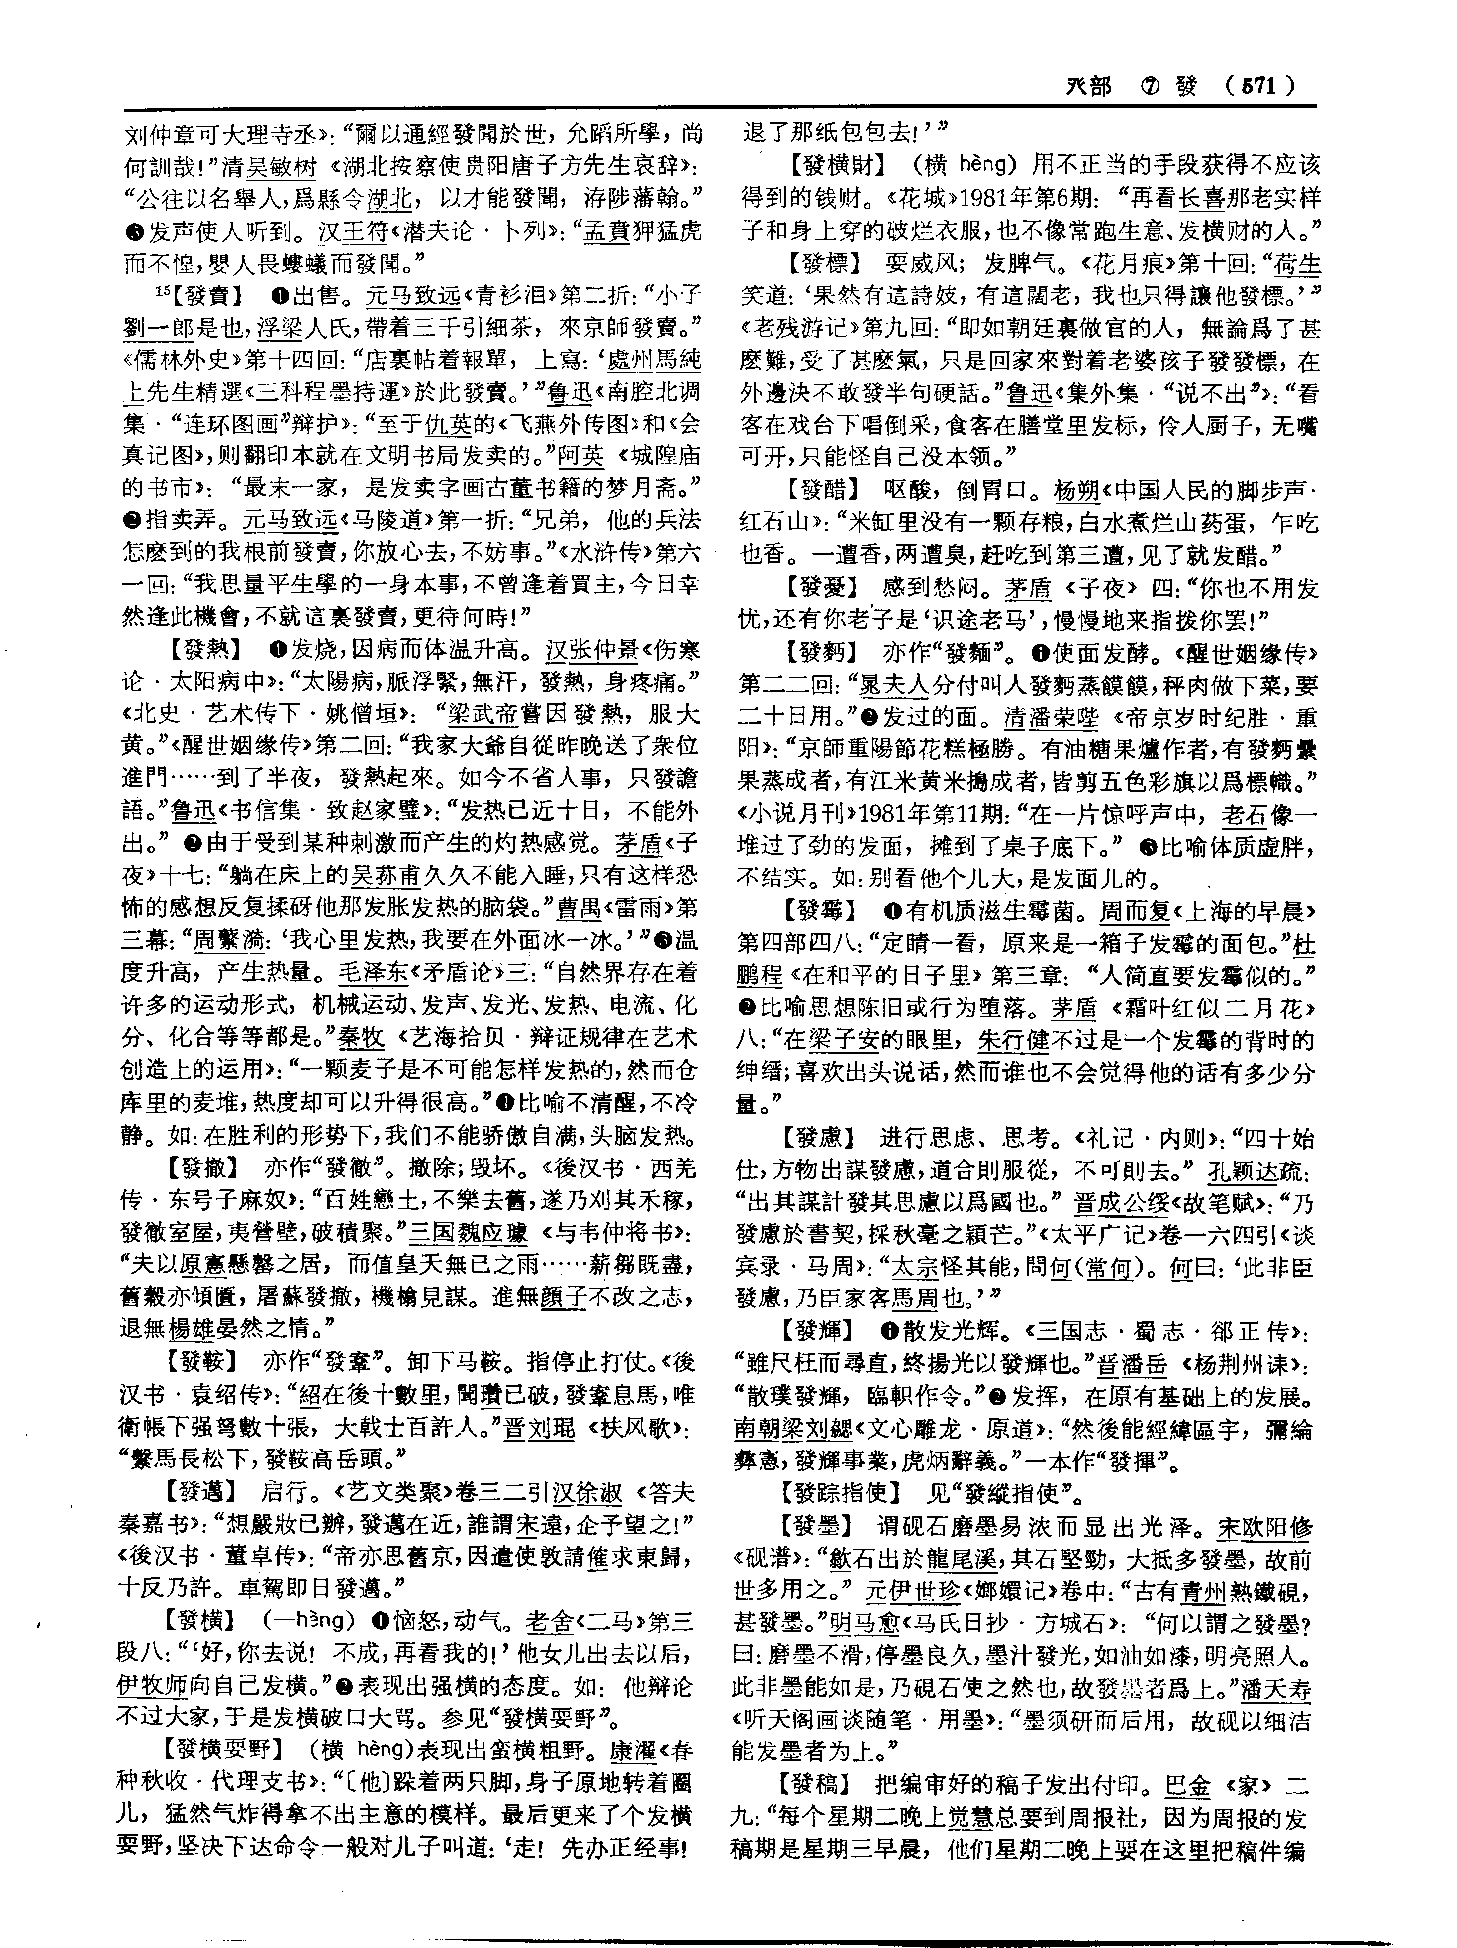 癶部 ⑦ 發 （571）
刘仲章可大理寺丞》：“爾以通經發聞於世，允蹈所學，尚
何訓哉！”清吴敏树《湖北按察使贵阳唐子方先生哀辞》：
“公往以名舉人，爲縣令湖北，以才能發聞，洊陟藩翰。”
❸发声使人听到。汉王符《潜夫论·卜列》：“孟賁狎猛虎
而不惶，嬰人畏螻蟻而發聞。”
15【發賣】 ❶出售。元马致远《青衫泪》第二折：“小子
劉一郎是也，浮梁人氏，帶着三千引細茶，來京師發賣。”
《儒林外史》第十四回：“店裏帖着報單，上寫：‘處州馬純
上先生精選《三科程墨持運》於此發賣。’”鲁迅《南腔北调
集·“连环图画”辩护》：“至于仇英的《飞燕外传图》和《会
真记图》，则翻印本就在文明书局发卖的。”阿英《城隍庙
的书市》：“最末一家，是发卖字画古董书籍的梦月斋。”
❷指卖弄。元马致远《马陵道》第一折：“兄弟，他的兵法
怎麽到的我根前發賣，你放心去，不妨事。”《水浒传》第六
一回：“我思量平生學的一身本事，不曾逢着買主，今日幸
然逢此機會，不就這裏發賣，更待何時！”
【發熱】 ❶发烧，因病而体温升高。汉张仲景《伤寒
论·太阳病中》：“太陽病，脈浮緊，無汗，發熱，身疼痛。”
《北史·艺术传下·姚僧垣》：“梁武帝嘗因發熱，服大
黄。”《醒世姻缘传》第二回：“我家大爺自從昨晚送了衆位
進門……到了半夜，發熱起來。如今不省人事，只發譫
語。”鲁迅《书信集·致赵家璧》：“发热已近十日，不能外
出。”❷由于受到某种刺激而产生的灼热感觉。茅盾《子
夜》十七：“躺在床上的吴荪甫久久不能入睡，只有这样恐
怖的感想反复揉砑他那发胀发热的脑袋。”曹禺《雷雨》第
三幕：“周蘩漪：‘我心里发热，我要在外面冰一冰。’”❸温
度升高，产生热量。毛泽东《矛盾论》三：“自然界存在着
许多的运动形式，机械运动、发声、发光、发热、电流、化
分、化合等等都是。”秦牧《艺海拾贝·辩证规律在艺术
创造上的运用》：“一颗麦子是不可能怎样发热的，然而仓
库里的麦堆，热度却可以升得很高。”❹比喻不清醒，不冷
静。如：在胜利的形势下，我们不能骄傲自满，头脑发热。
【發撤】 亦作“發徹”。撤除；毁坏。《後汉书·西羌
传·东号子麻奴》：“百姓戀土，不樂去舊，遂乃刈其禾稼，
發徹室屋，夷營壁，破積聚。”三国魏应璩《与韦仲将书》：
“夫以原憲懸磬之居，而值皇天無已之雨……薪芻既盡，
舊穀亦頃匱，屠蘇發撤，機榆見謀。進無顔子不改之志，
退無楊雄晏然之情。”
【發鞍】 亦作“發鞌”。卸下马鞍。指停止打仗。《後
汉书·袁绍传》：“紹在後十數里，聞瓚已破，發鞌息馬，唯
衛帳下强弩數十張，大戟士百許人。”晋刘琨《扶风歌》：
“繫馬長松下，發鞍高岳頭。”
【發邁】 启行。《艺文类聚》卷三二引汉徐淑《答夫
秦嘉书》：“想嚴妝已辦，發邁在近，誰謂宋遠，企予望之！”
《後汉书·董卓传》：“帝亦思舊京，因遣使敦請傕求東歸，
十反乃許。車駕即日發邁。”
【發横】 (—hèng) ❶恼怒；动气。老舍《二马》第三
段八：“‘好，你去说！不成，再看我的！’他女儿出去以后，
伊牧师向自己发横。”❷表现出强横的态度。如：他辩论
不过大家，于是发横破口大骂。参见“發横耍野”。
【發横耍野】 (横 hèng)表现出蛮横粗野。康濯《春
种秋收·代理支书》：“〔他〕跺着两只脚，身子原地转着圈
儿，猛然气炸得拿不出主意的模样。最后更来了个发横
耍野，坚决下达命令一般对儿子叫道：‘走！先办正经事！
退了那纸包包去！’”
【發横財】 (横 hèng) 用不正当的手段获得不应该
得到的钱财。《花城》1981年第6期：“再看长喜那老实样
子和身上穿的破烂衣服，也不像常跑生意、发横财的人。”
【發標】 耍威风；发脾气。《花月痕》第十回：“荷生
笑道：‘果然有這詩妓，有這闊老，我也只得讓他發標。’”
《老残游记》第九回：“即如朝廷裏做官的人，無論爲了甚
麽難，受了甚麽氣，只是回家來對着老婆孩子發發標，在
外邊決不敢發半句硬話。”鲁迅《集外集·“说不出”》：“看
客在戏台下唱倒采，食客在膳堂里发标，伶人厨子，无嘴
可开，只能怪自己没本领。”
【發醋】 呕酸，倒胃口。杨朔《中国人民的脚步声·
红石山》：“米缸里没有一颗存粮，白水煮烂山药蛋，乍吃
也香。一遭香，两遭臭，赶吃到第三遭，见了就发醋。”
【發憂】 感到愁闷。茅盾《子夜》四：“你也不用发
忧，还有你老子是‘识途老马’，慢慢地来指拨你罢！”
【發麪】 亦作“發麵”。❶使面发酵。《醒世姻缘传》
第二二回：“晁夫人分付叫人發麪蒸饃饃，秤肉做下菜，要
二十日用。”❷发过的面。清潘荣陛《帝京岁时纪胜·重
阳》：“京師重陽節花糕極勝。有油糖果爐作者，有發麪纍
果蒸成者，有江米黄米搗成者，皆剪五色彩旗以爲標幟。”
《小说月刊》1981年第11期：“在一片惊呼声中，老石像一
堆过了劲的发面，摊到了桌子底下。”❸比喻体质虚胖，
不结实。如：别看他个儿大，是发面儿的。
【發霉】 ❶有机质滋生霉菌。周而复《上海的早晨》
第四部四八：“定睛一看，原来是一箱子发霉的面包。”杜
鹏程《在和平的日子里》第三章：“人简直要发霉似的。”
❷比喻思想陈旧或行为堕落。茅盾《霜叶红似二月花》
八：“在梁子安的眼里，朱行健不过是一个发霉的背时的
绅缙；喜欢出头说话，然而谁也不会觉得他的话有多少分
量。”
【發慮】 进行思虑、思考。《礼记·内则》：“四十始
仕，方物出謀發慮，道合則服從，不可則去。”孔颖达疏：
“出其謀計發其思慮以爲國也。”晋成公绥《故笔赋》：“乃
發慮於書契，採秋毫之穎芒。”《太平广记》卷一六四引《谈
宾录·马周》：“太宗怪其能，問何(常何)。何曰：‘此非臣
發慮，乃臣家客馬周也。’”
【發輝】 ❶散发光辉。《三国志·蜀志·郤正传》：
“雖尺枉而尋直，終揚光以發輝也。”晋潘岳《杨荆州诔》：
“散璞發輝，臨軹作令。”❷发挥，在原有基础上的发展。
南朝梁刘勰《文心雕龙·原道》：“然後能經緯區宇，彌綸
彝憲，發輝事業，虎炳辭義。”一本作“發揮”。
【發踪指使】 见“發縱指使”。
【發墨】 谓砚石磨墨易浓而显出光泽。宋欧阳修
《砚谱》：“歙石出於龍尾溪，其石堅勁，大抵多發墨，故前
世多用之。”元伊世珍《嫏嬛记》卷中：“古有青州熟鐵硯，
甚發墨。”明马愈《马氏日抄·方城石》：“何以謂之發墨？
曰：磨墨不滑，停墨良久，墨汁發光，如油如漆，明亮照人。
此非墨能如是，乃硯石使之然也，故發墨者爲上。”潘天寿
《听天阁画谈随笔·用墨》：“墨须研而后用，故砚以细洁
能发墨者为上。”
【發稿】 把编审好的稿子发出付印。巴金《家》二
九：“每个星期二晚上觉慧总要到周报社，因为周报的发
稿期是星期三早晨，他们星期二晚上要在这里把稿件编